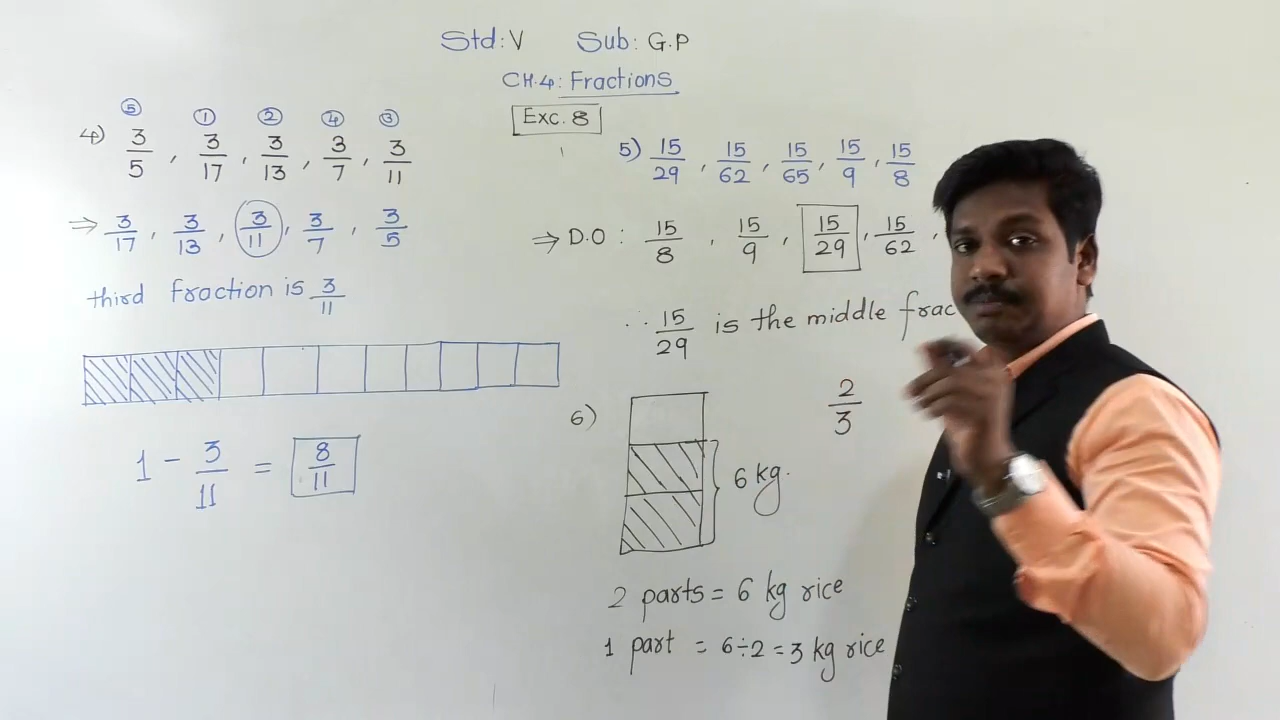 Std: V Sub: G.P
CH.4: Fractions
Exc. 8
⑤ ① ② ④ ③
4) 3/5 , 3/17 , 3/13 , 3/7 , 3/11
⇒ 3/17 , 3/13 , 3/11 , 3/7 , 3/5
third fraction is 3/11
1 - 3/11 = 8/11
5) 15/29 , 15/62 , 15/65 , 15/9 , 15/8
⇒ D.O : 15/8 , 15/9 , 15/29 , 15/62 ,
∴ 15/29 is the middle frac
6)
2/3
6 kg.
2 parts = 6 kg rice
1 part = 6÷2 = 3 kg rice